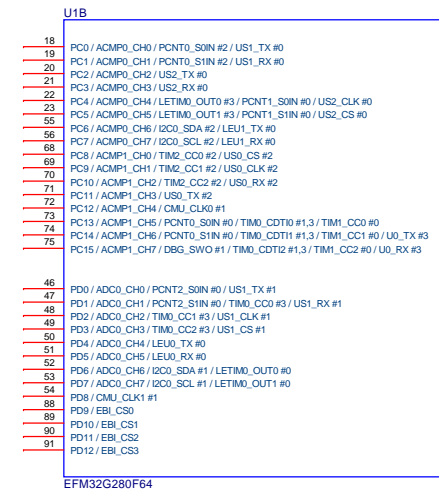 U1B
18 PC0 / ACMP0_CH0 / PCNT0_S0IN #2 / US1_TX #0
19 PC1 / ACMP0_CH1 / PCNT0_S1IN #2 / US1_RX #0
20 PC2 / ACMP0_CH2 / US2_TX #0
21 PC3 / ACMP0_CH3 / US2_RX #0
22 PC4 / ACMP0_CH4 / LETIM0_OUT0 #3 / PCNT1_S0IN #0 / US2_CLK #0
23 PC5 / ACMP0_CH5 / LETIM0_OUT1 #3 / PCNT1_S1IN #0 / US2_CS #0
55 PC6 / ACMP0_CH6 / I2C0_SDA #2 / LEU1_TX #0
56 PC7 / ACMP0_CH7 / I2C0_SCL #2 / LEU1_RX #0
68 PC8 / ACMP1_CH0 / TIM2_CC0 #2 / US0_CS #2
69 PC9 / ACMP1_CH1 / TIM2_CC1 #2 / US0_CLK #2
70 PC10 / ACMP1_CH2 / TIM2_CC2 #2 / US0_RX #2
71 PC11 / ACMP1_CH3 / US0_TX #2
72 PC12 / ACMP1_CH4 / CMU_CLK0 #1
73 PC13 / ACMP1_CH5 / PCNT0_S0IN #0 / TIM0_CDTI0 #1,3 / TIM1_CC0 #0
74 PC14 / ACMP1_CH6 / PCNT0_S1IN #0 / TIM0_CDTI1 #1,3 / TIM1_CC1 #0 / U0_TX #3
75 PC15 / ACMP1_CH7 / DBG_SWO #1 / TIM0_CDTI2 #1,3 / TIM1_CC2 #0 / U0_RX #3
46 PD0 / ADC0_CH0 / PCNT2_S0IN #0 / US1_TX #1
47 PD1 / ADC0_CH1 / PCNT2_S1IN #0 / TIM0_CC0 #3 / US1_RX #1
48 PD2 / ADC0_CH2 / TIM0_CC1 #3 / US1_CLK #1
49 PD3 / ADC0_CH3 / TIM0_CC2 #3 / US1_CS #1
50 PD4 / ADC0_CH4 / LEU0_TX #0
51 PD5 / ADC0_CH5 / LEU0_RX #0
52 PD6 / ADC0_CH6 / I2C0_SDA #1 / LETIM0_OUT0 #0
53 PD7 / ADC0_CH7 / I2C0_SCL #1 / LETIM0_OUT1 #0
54 PD8 / CMU_CLK1 #1
88 PD9 / EBI_CS0
89 PD10 / EBI_CS1
90 PD11 / EBI_CS2
91 PD12 / EBI_CS3
EFM32G280F64